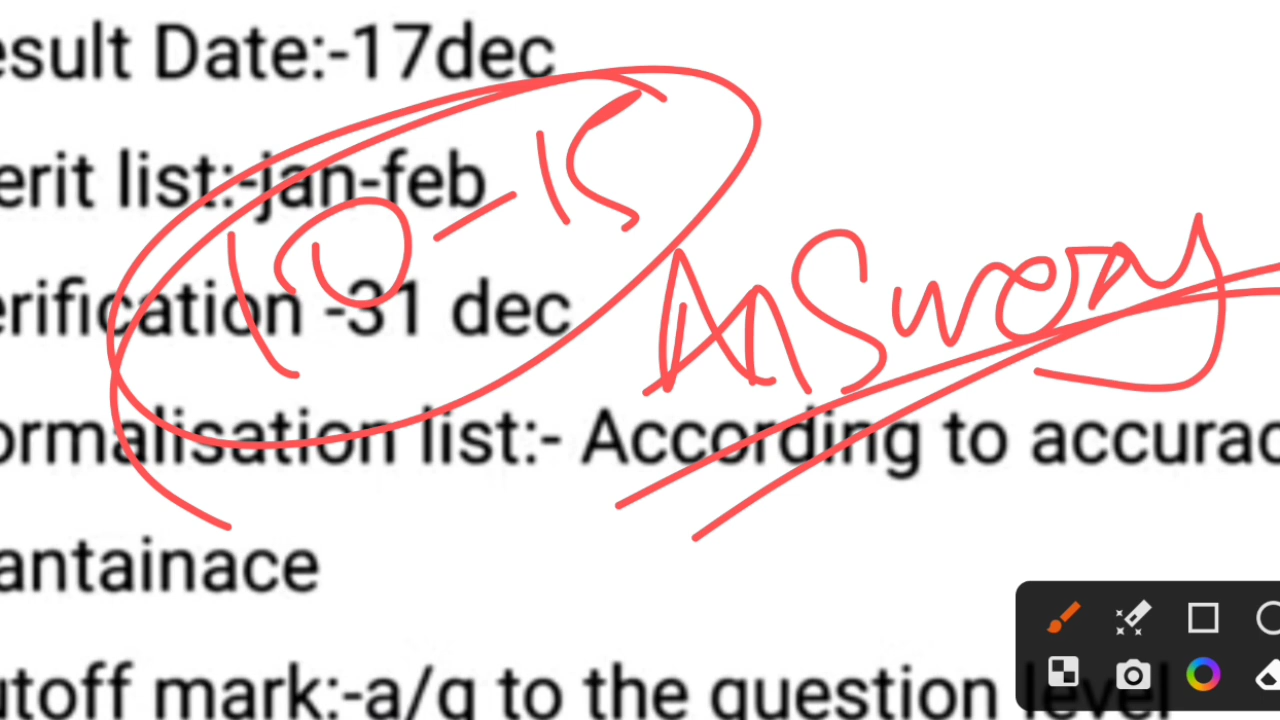 esult Date:-17dec
erit list:-jan-feb
10-15
erification -31 dec
Answery
ormalisation list:- According to accurac
antainace
utoff mark:-a/g to the question level